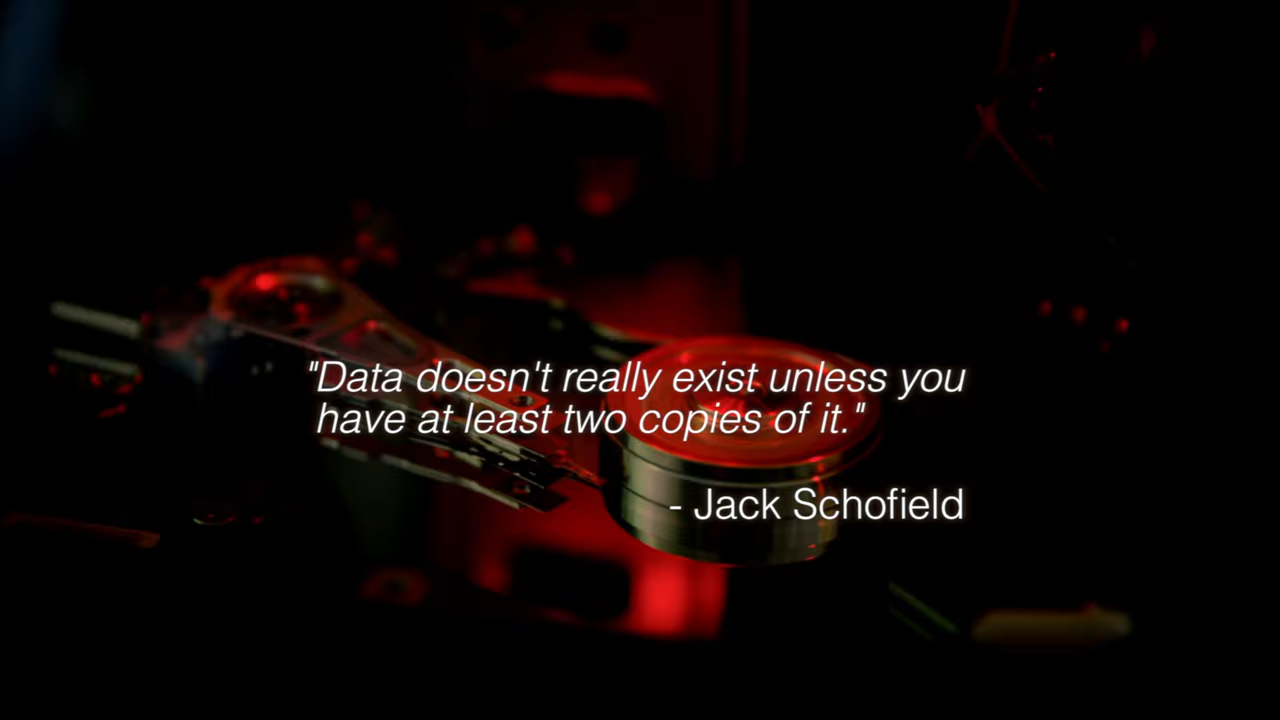 "Data doesn't really exist unless you
have at least two copies of it."
- Jack Schofield